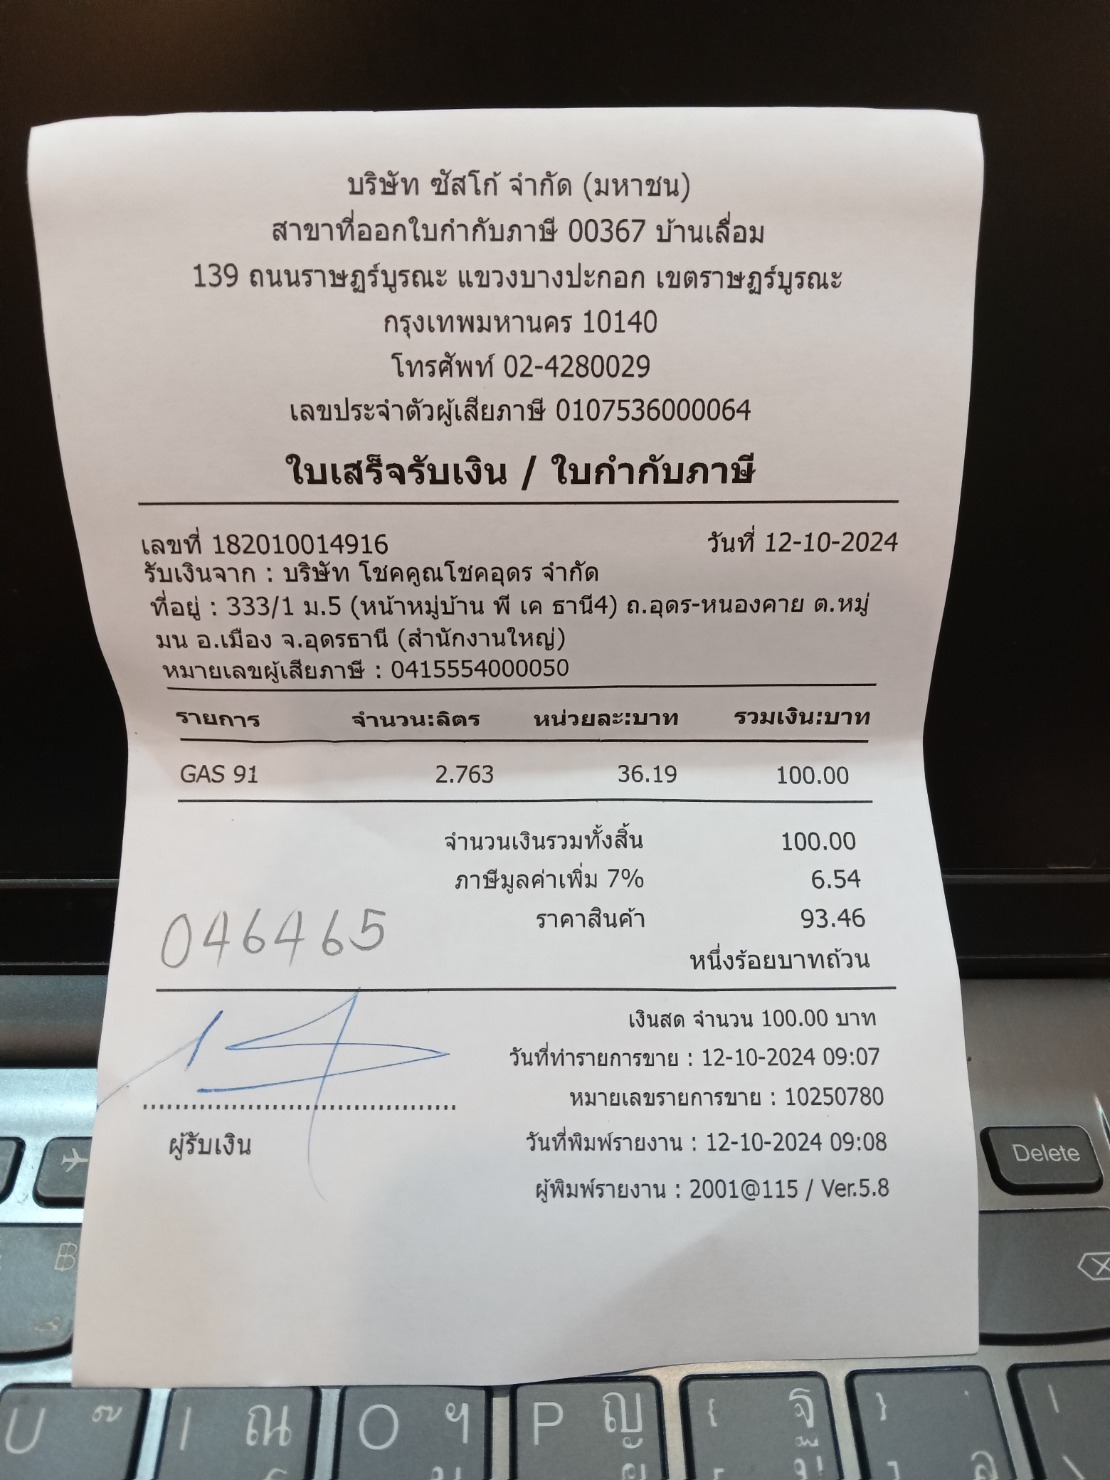 บริษัท ซัสโก้ จำกัด (มหาชน)
สาขาที่ออกใบกำกับภาษี 00367 บ้านเลื่อม
139 ถนนราษฏร์บูรณะ แขวงบางปะกอก เขตราษฏร์บูรณะ
กรุงเทพมหานคร 10140
โทรศัพท์ 02-4280029
เลขประจำตัวผู้เสียภาษี 0107536000064
ใบเสร็จรับเงิน / ใบกำกับภาษี
เลขที่ 182010014916 วันที่ 12-10-2024
รับเงินจาก : บริษัท โชคคูณโชคอุดร จำกัด
ที่อยู่ : 333/1 ม.5 (หน้าหมู่บ้าน พี เค ธานี4) ถ.อุดร-หนองคาย ต.หมู่
มน อ.เมือง จ.อุดรธานี (สำนักงานใหญ่)
หมายเลขผู้เสียภาษี : 0415554000050
รายการ จำนวน:ลิตร หน่วยละ:บาท รวมเงิน:บาท
GAS 91 2.763 36.19 100.00
จำนวนเงินรวมทั้งสิ้น 100.00
ภาษีมูลค่าเพิ่ม 7% 6.54
ราคาสินค้า 93.46
046465
หนึ่งร้อยบาทถ้วน
เงินสด จำนวน 100.00 บาท
วันที่ทำรายการขาย : 12-10-2024 09:07
หมายเลขรายการขาย : 10250780
ผู้รับเงิน วันที่พิมพ์รายงาน : 12-10-2024 09:08
ผู้พิมพ์รายงาน : 2001@115 / Ver.5.8
Delete
฿
U ๊ I ณ O ฯ P ญ { ฐ }